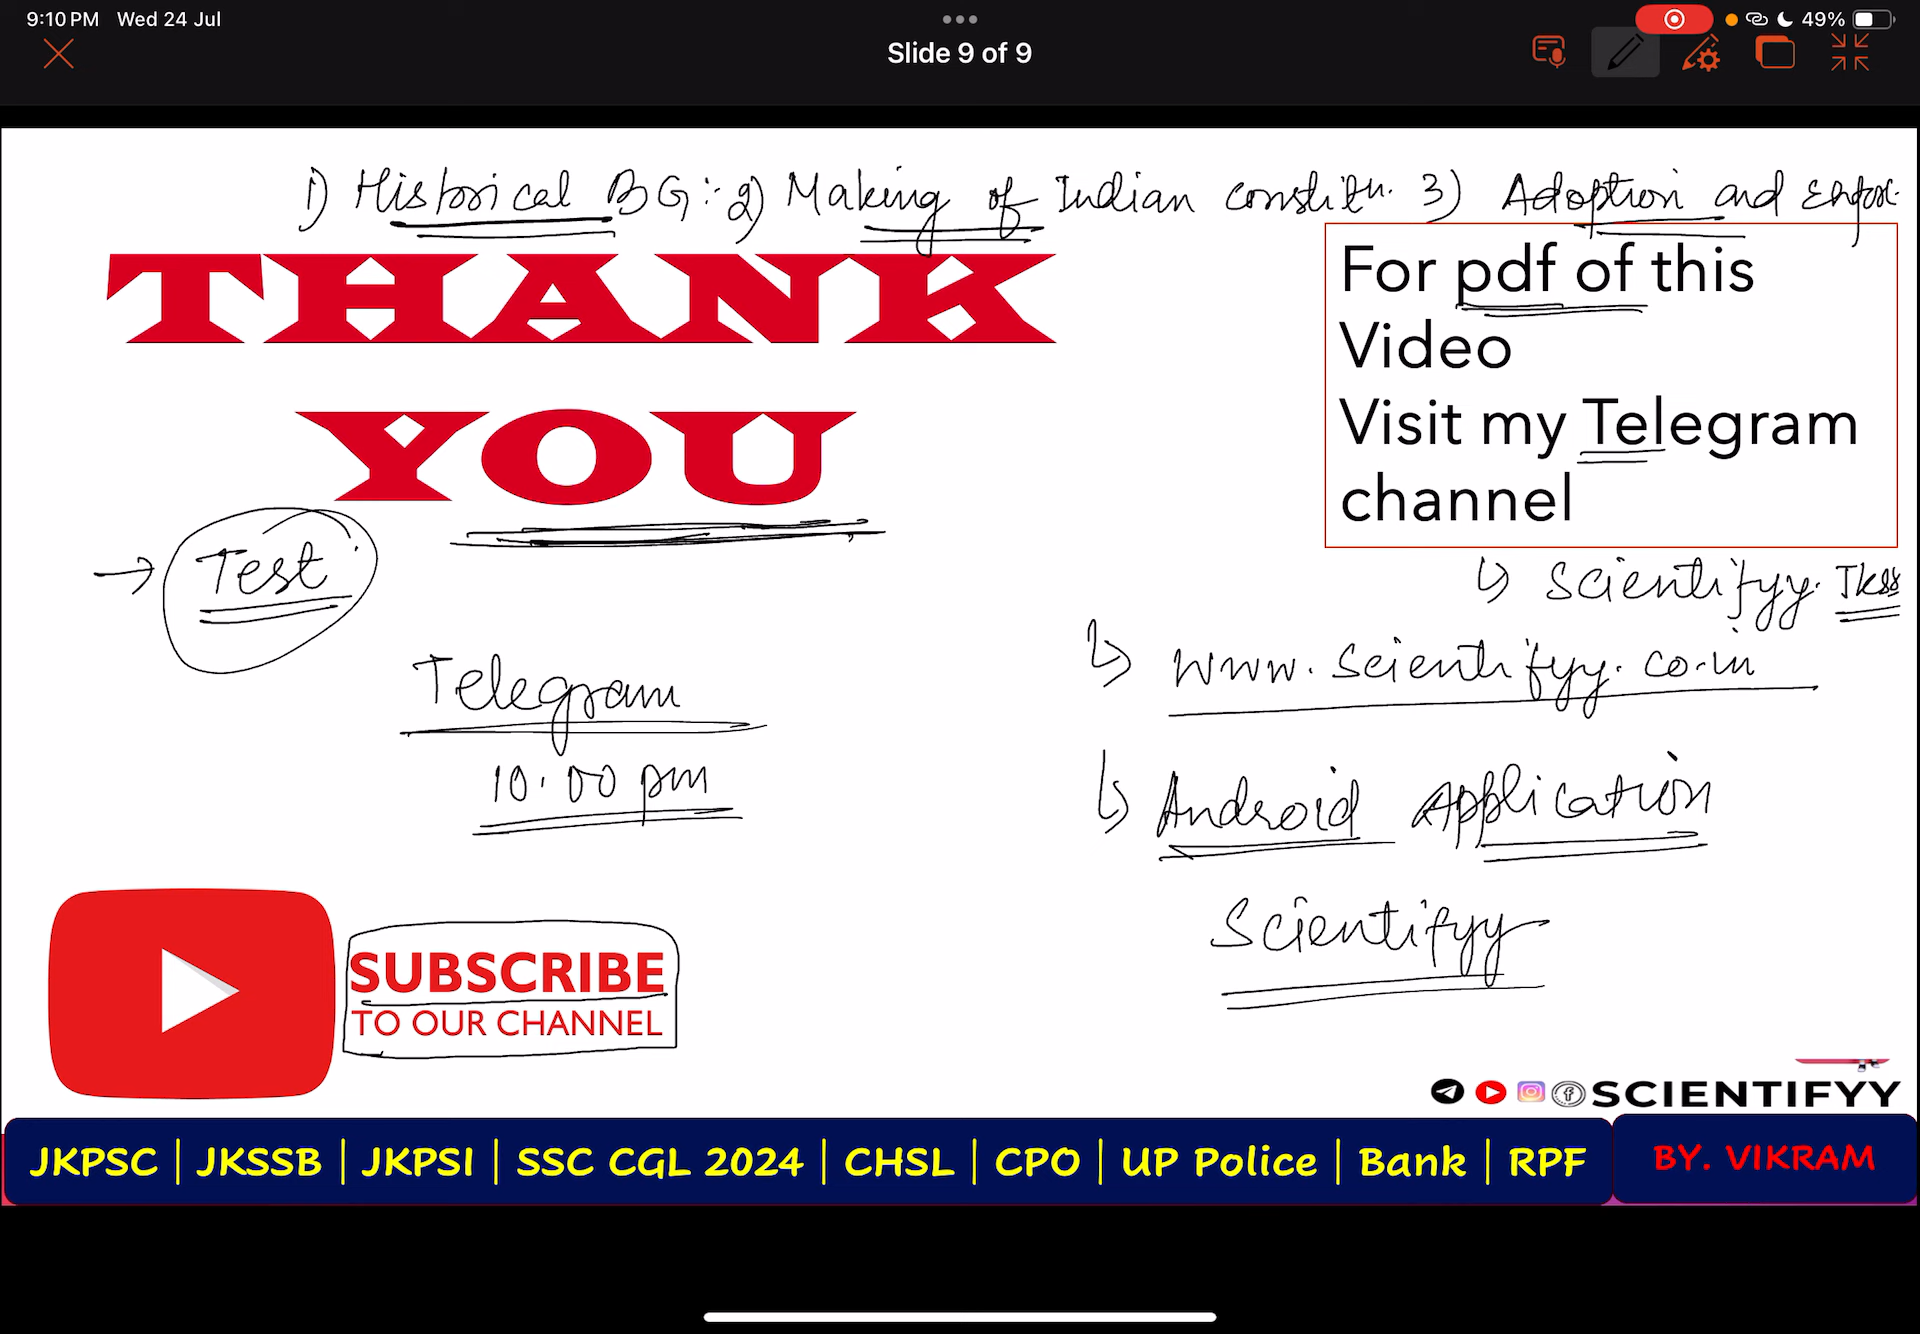 9:10 PM Wed 24 Jul
49%
Slide 9 of 9
1) Historical BG:- 2) Making of Indian constitn. 3) Adoption and Enforc.
THANK
YOU
For pdf of this
Video
Visit my Telegram
channel
Scientifyy.
www.scientifyy.co.in
Android Application
Scientifyy
Test
Telegram
10.00 pm
SUBSCRIBE
TO OUR CHANNEL
SCIENTIFYY
JKPSC | JKSSB | JKPSI | SSC CGL 2024 | CHSL | CPO | UP Police | Bank | RPF
BY. VIKRAM